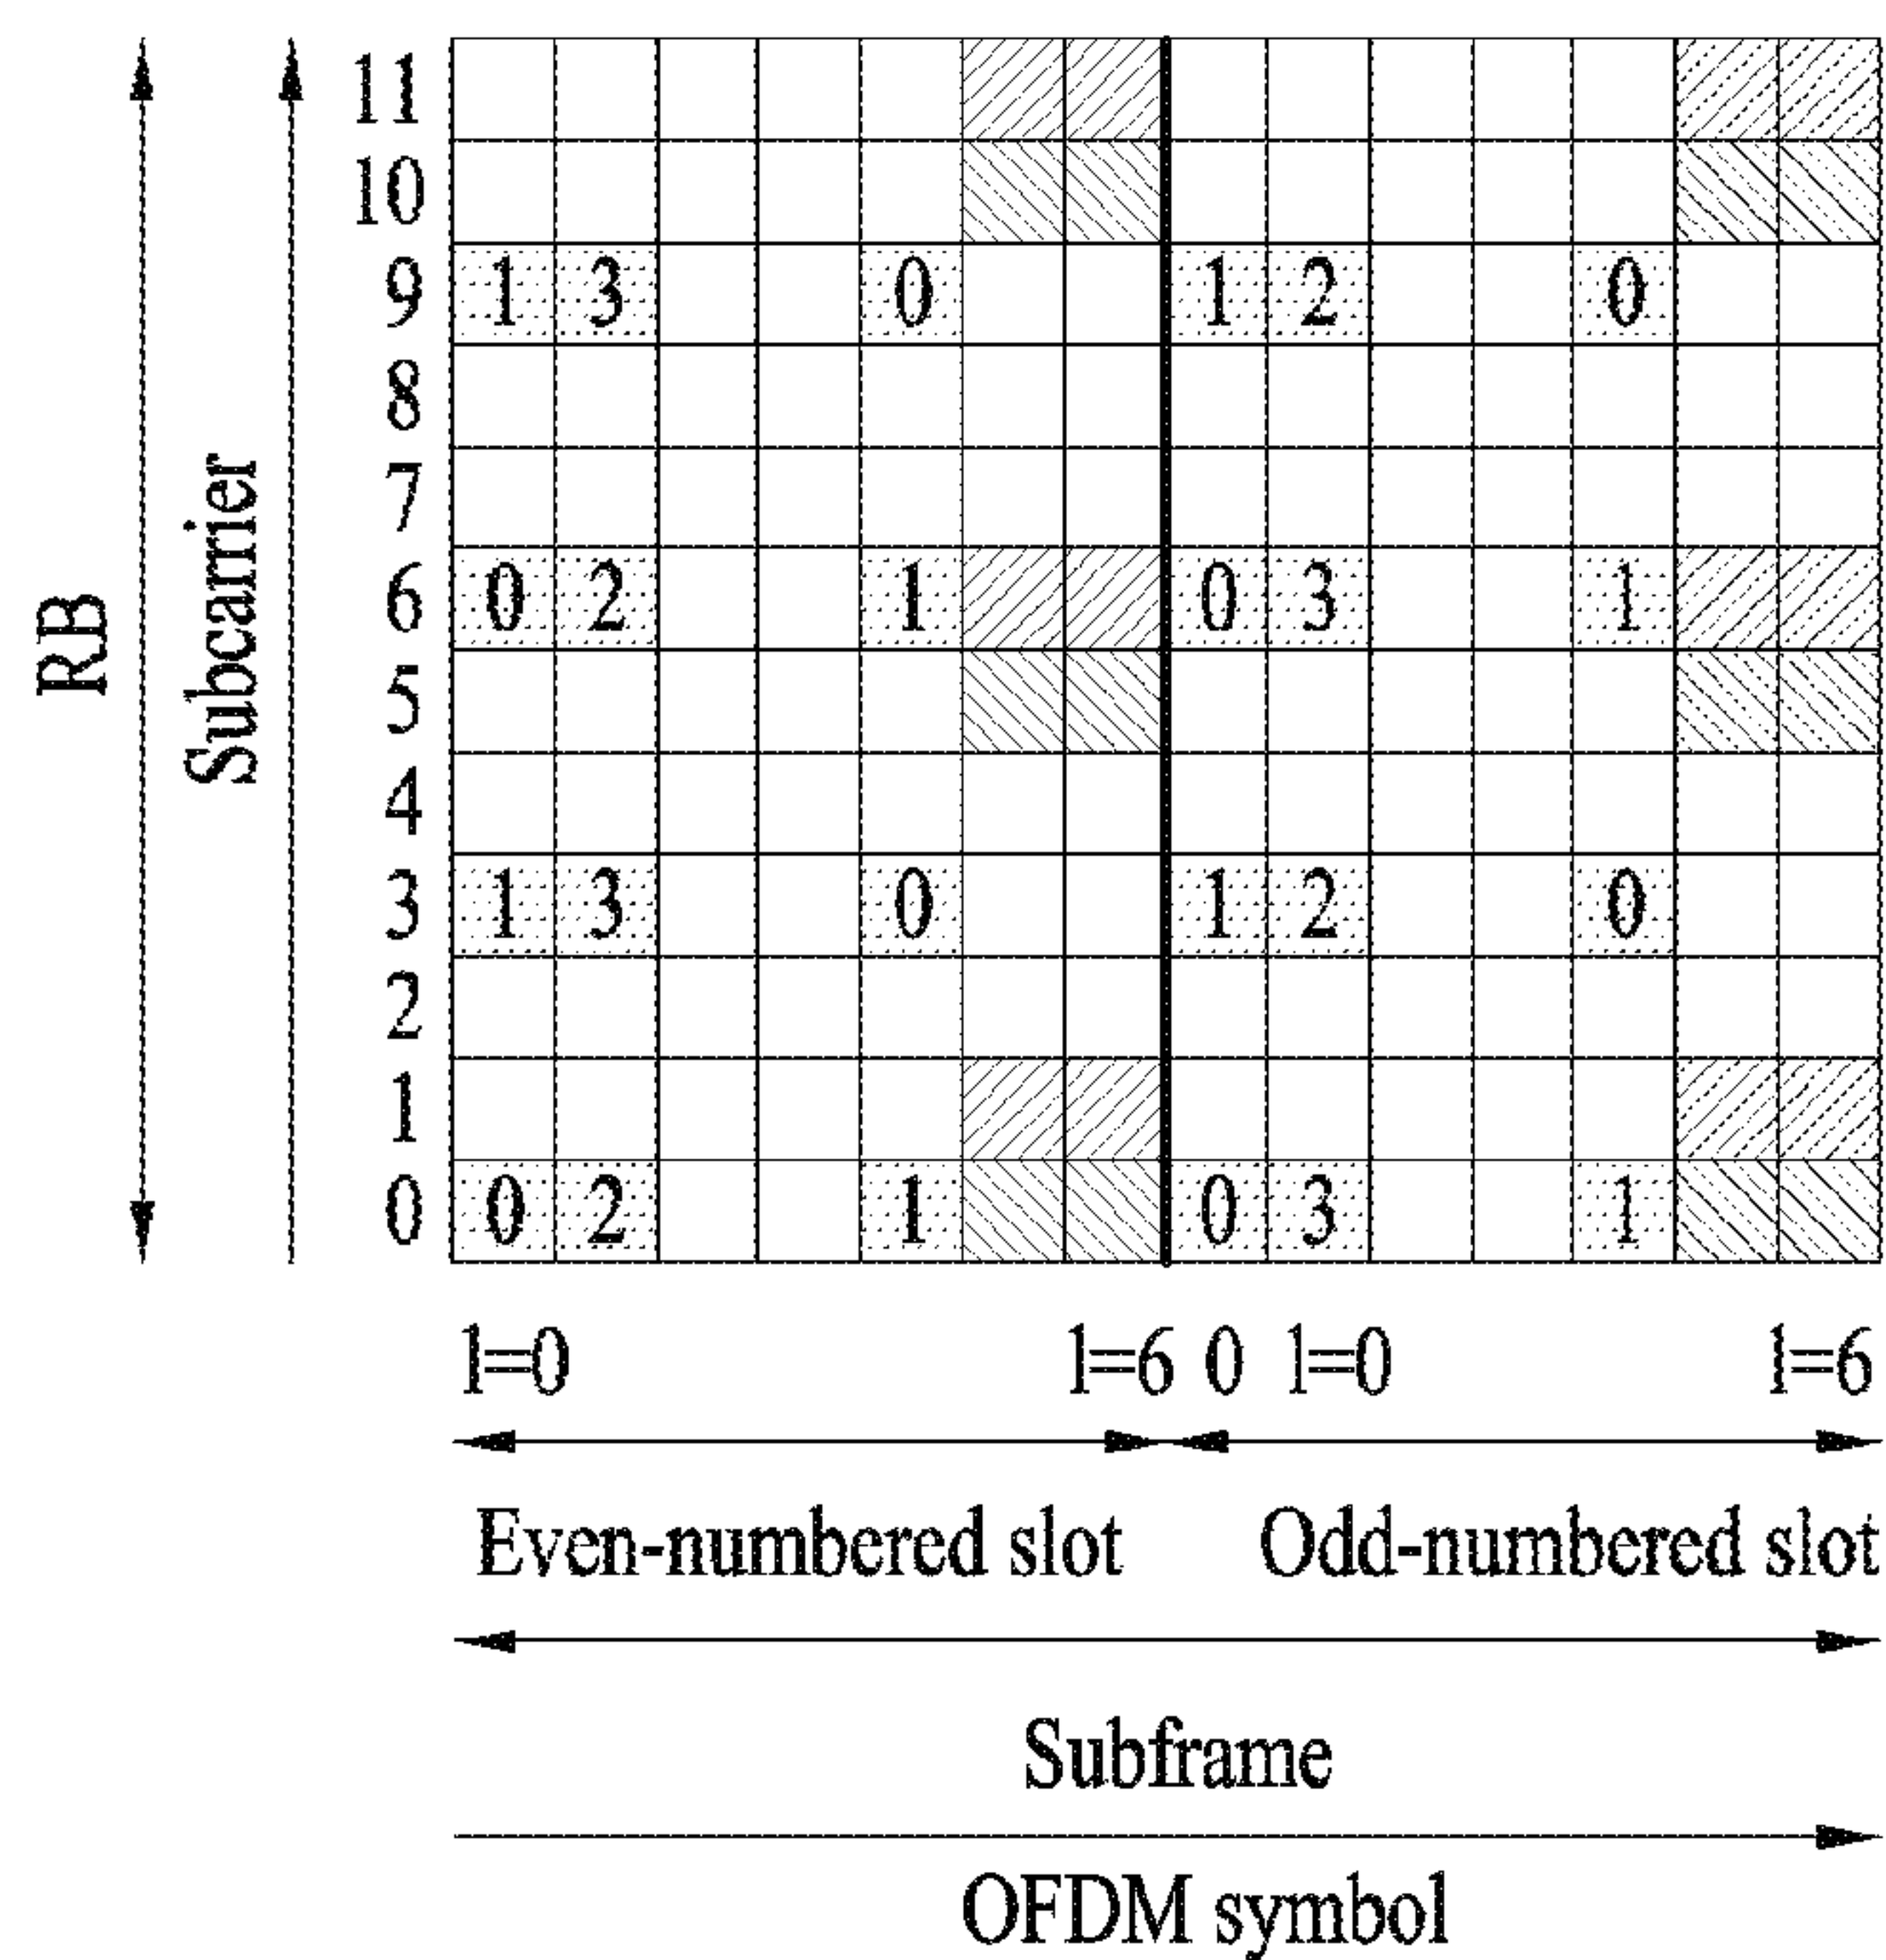 RB
Subcarrier
11
10
9 1 3 0 1 2 0
8
7
6 0 2 1 0 3 1
5
4
3 1 3 0 1 2 0
2
1
0 0 2 1 0 3 1
l=0 l=6 0 l=0 l=6
Even-numbered slot Odd-numbered slot
Subframe
OFDM symbol